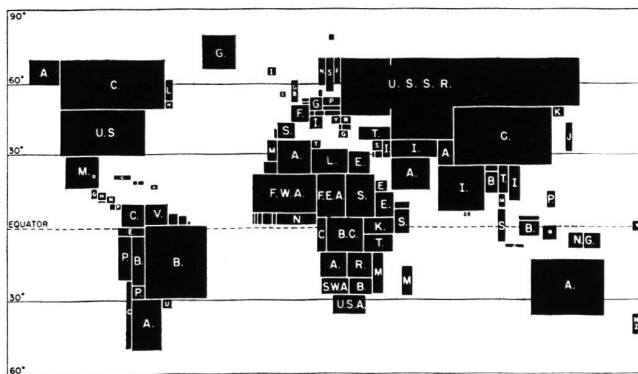 90°
G.
A
C.
L
N
S
F
U. S. S. R.
60°
I
G
B
G
P
F.
I.
Y
R
G
K
U.S
S.
T.
C.
J
M
A.
T
L.
E.
S
I.
I.
A
30°
M.
A.
I.
B
T.
I
F. W. A.
F.E.A.
S.
E
E.
P
G
H
N
C.
V.
N
S.
S
B.
EQUATOR
E
C
B.C.
K.
T.
N
G.
P.
B.
B.
A.
R.
M
M
A.
P
SWA
B.
30°
C
A.
U
U.S.A.
N
Z
60°